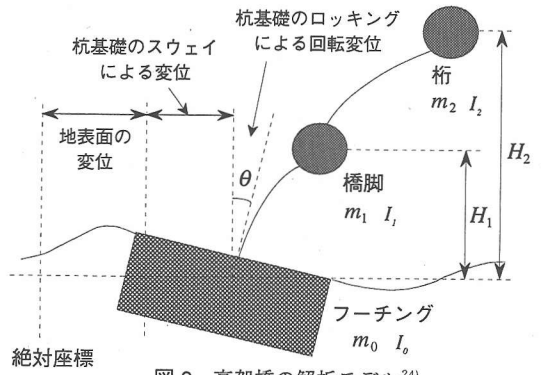 杭基礎のロッキング
による回転変位
杭基礎のスウェイ
による変位
地表面の
変位
θ
桁
m₂ I₂
橋脚
m₁ I₁
H₂
H₁
フーチング
m₀ I₀
絶対座標